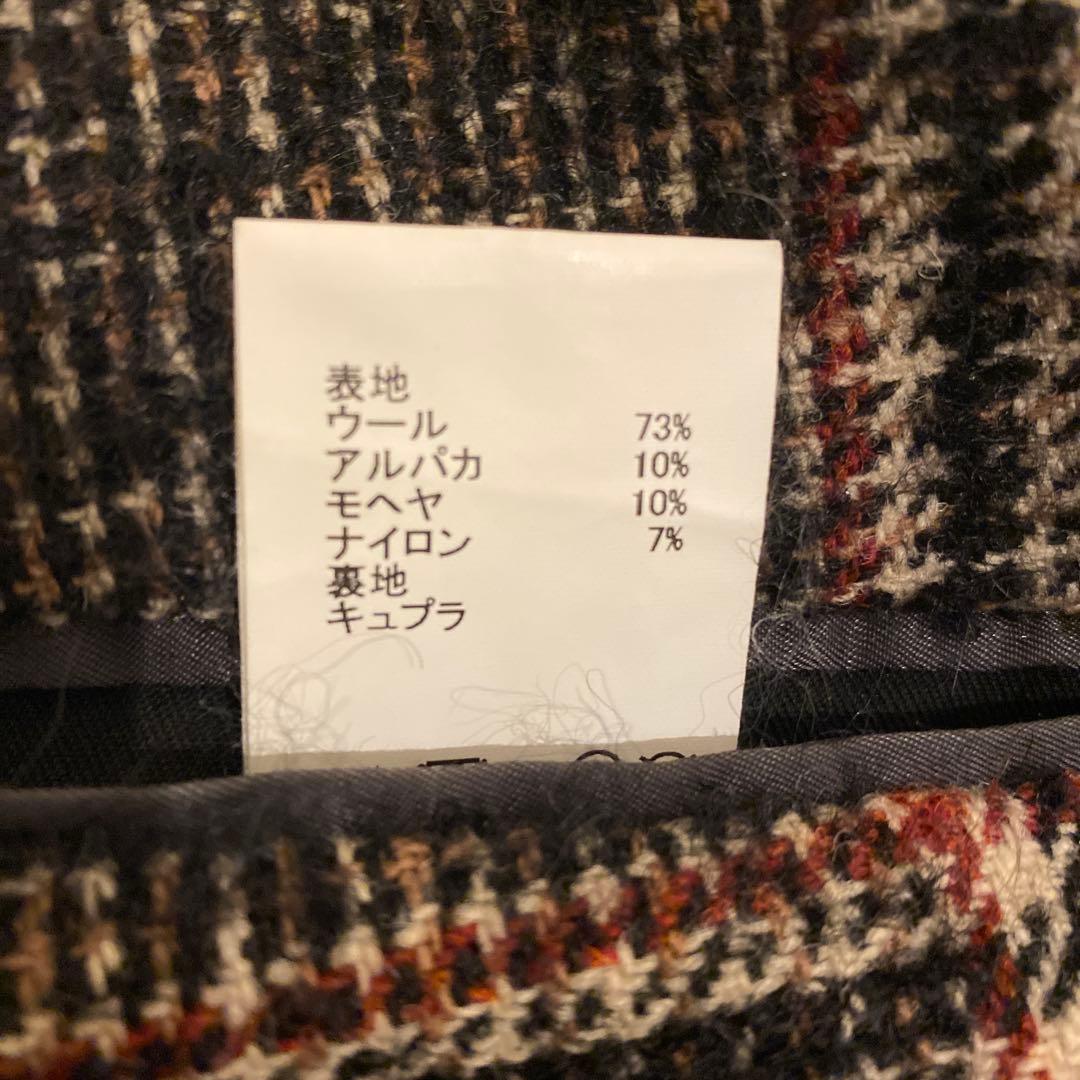 表地
ウール 73%
アルパカ 10%
モヘヤ 10%
ナイロン 7%
裏地
キュプラ